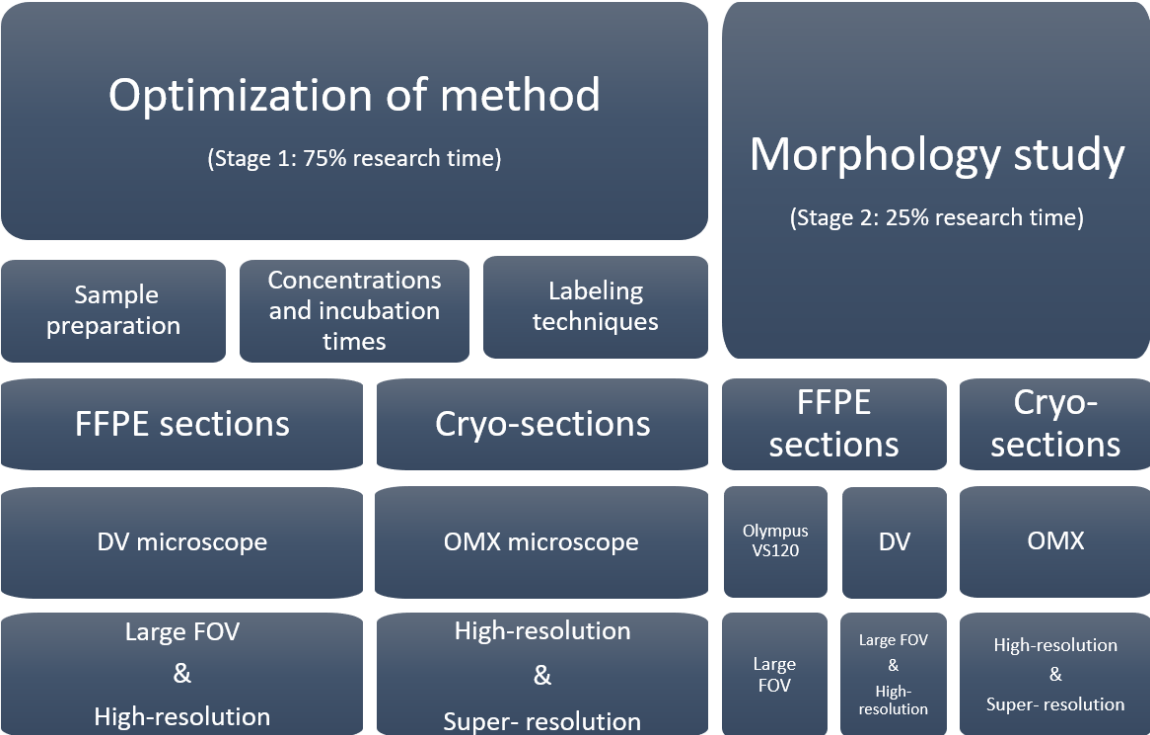 Optimization of method
(Stage 1: 75% research time)
Morphology study
(Stage 2: 25% research time)
Sample
preparation
Concentrations
and incubation
times
Labeling
techniques
FFPE sections
Cryo-sections
FFPE
sections
Cryo-
sections
DV microscope
OMX microscope
Olympus
VS120
DV
OMX
Large FOV
&
High-resolution
High-resolution
&
Super- resolution
Large
FOV
Large FOV
&
High-
resolution
High-resolution
&
Super- resolution